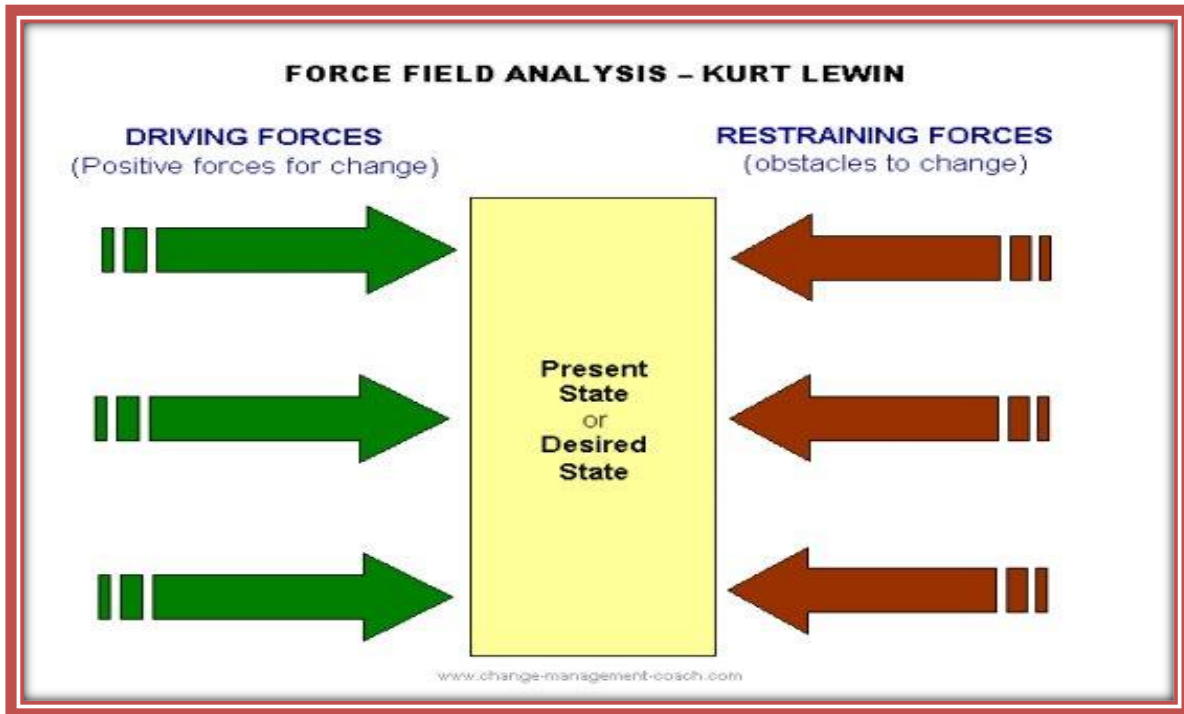 FORCE FIELD ANALYSIS – KURT LEWIN
DRIVING FORCES
(Positive forces for change)
RESTRAINING FORCES
(obstacles to change)
Present
State
or
Desired
State
www.change-management-coach.com